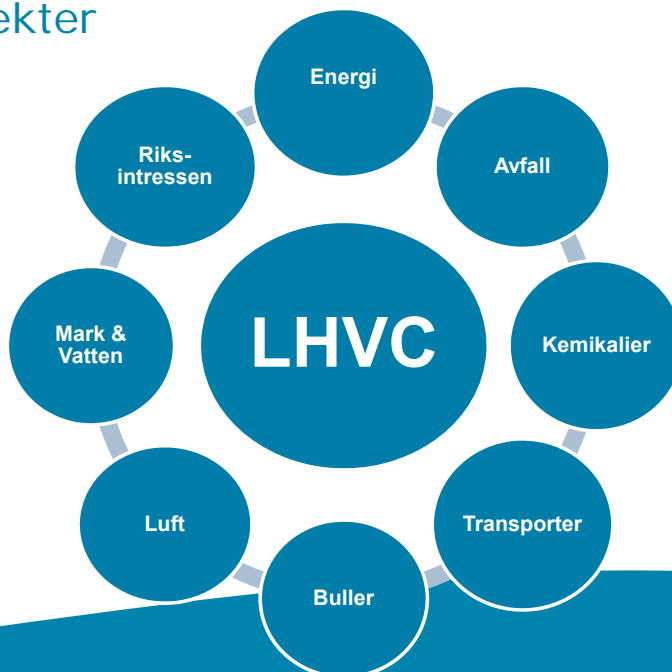 ekter
Energi
Avfall
Kemikalier
Transporter
Buller
Luft
Mark &
Vatten
Riks-
intressen
LHVC